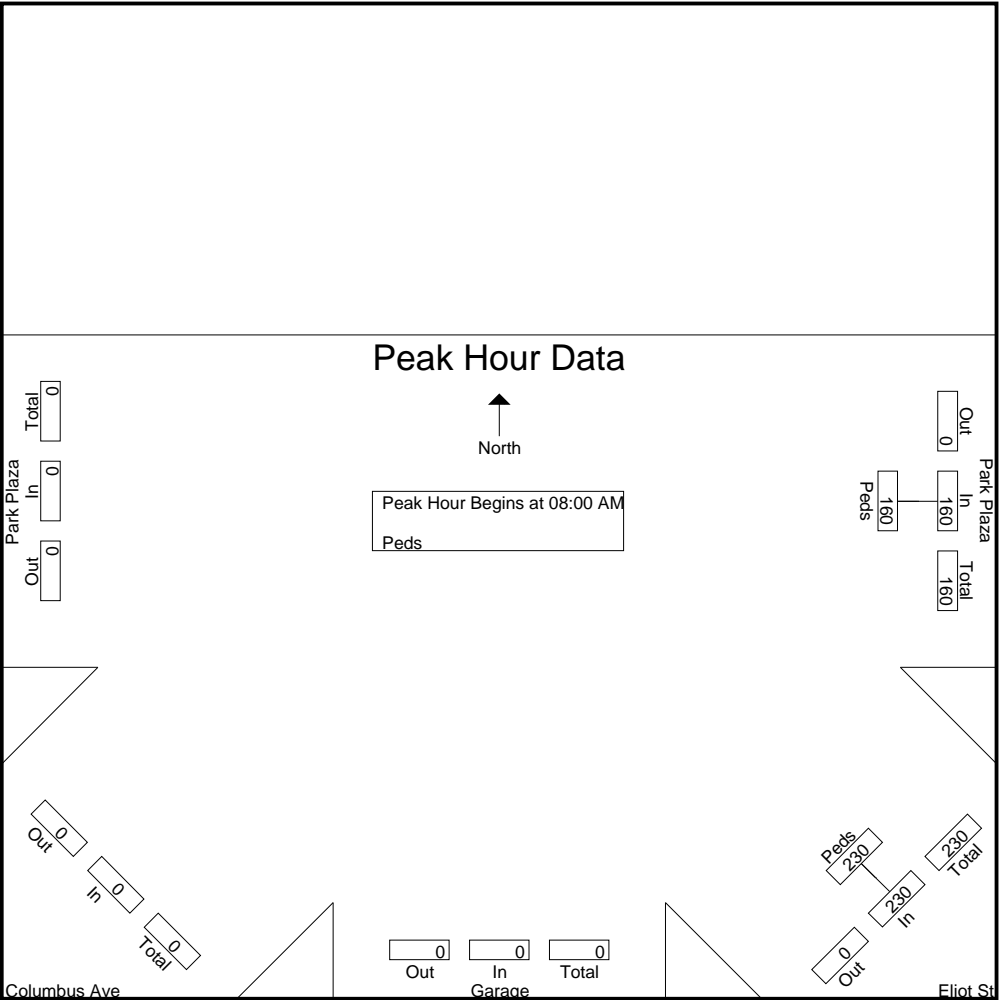 Peak Hour Data
North
Peak Hour Begins at 08:00 AM
Peds
Park Plaza
Total
0
In
0
Out
0
Park Plaza
Out
0
In
160
Total
160
Peds
160
Columbus Ave
Out
0
In
0
Total
0
Garage
Out
0
In
0
Total
0
Eliot St
Peds
230
Out
0
In
230
Total
230